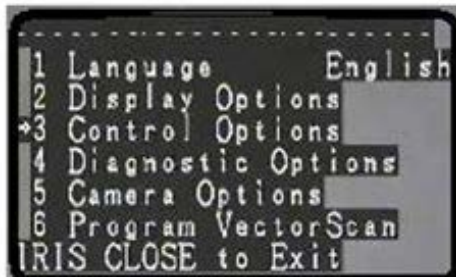 1 Language English
2 Display Options
→3 Control Options
4 Diagnostic Options
5 Camera Options
6 Program VectorScan
IRIS CLOSE to Exit